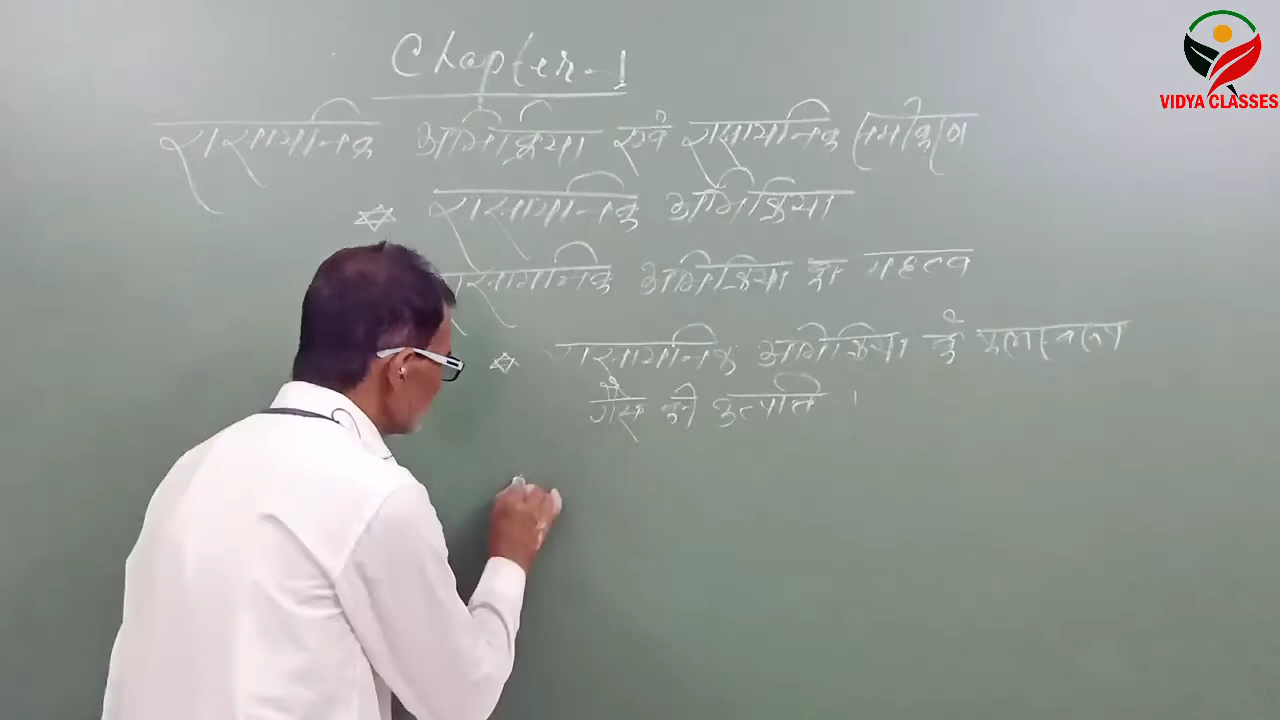 Chapter-1
रासायनिक अभिक्रिया एवं रासायनिक समीकरण
रासायनिक अभिक्रिया
रासायनिक अभिक्रिया का महत्व
रासायनिक अभिक्रिया के फलस्वरूप
गैस की उत्पत्ति ।
VIDYA CLASSES